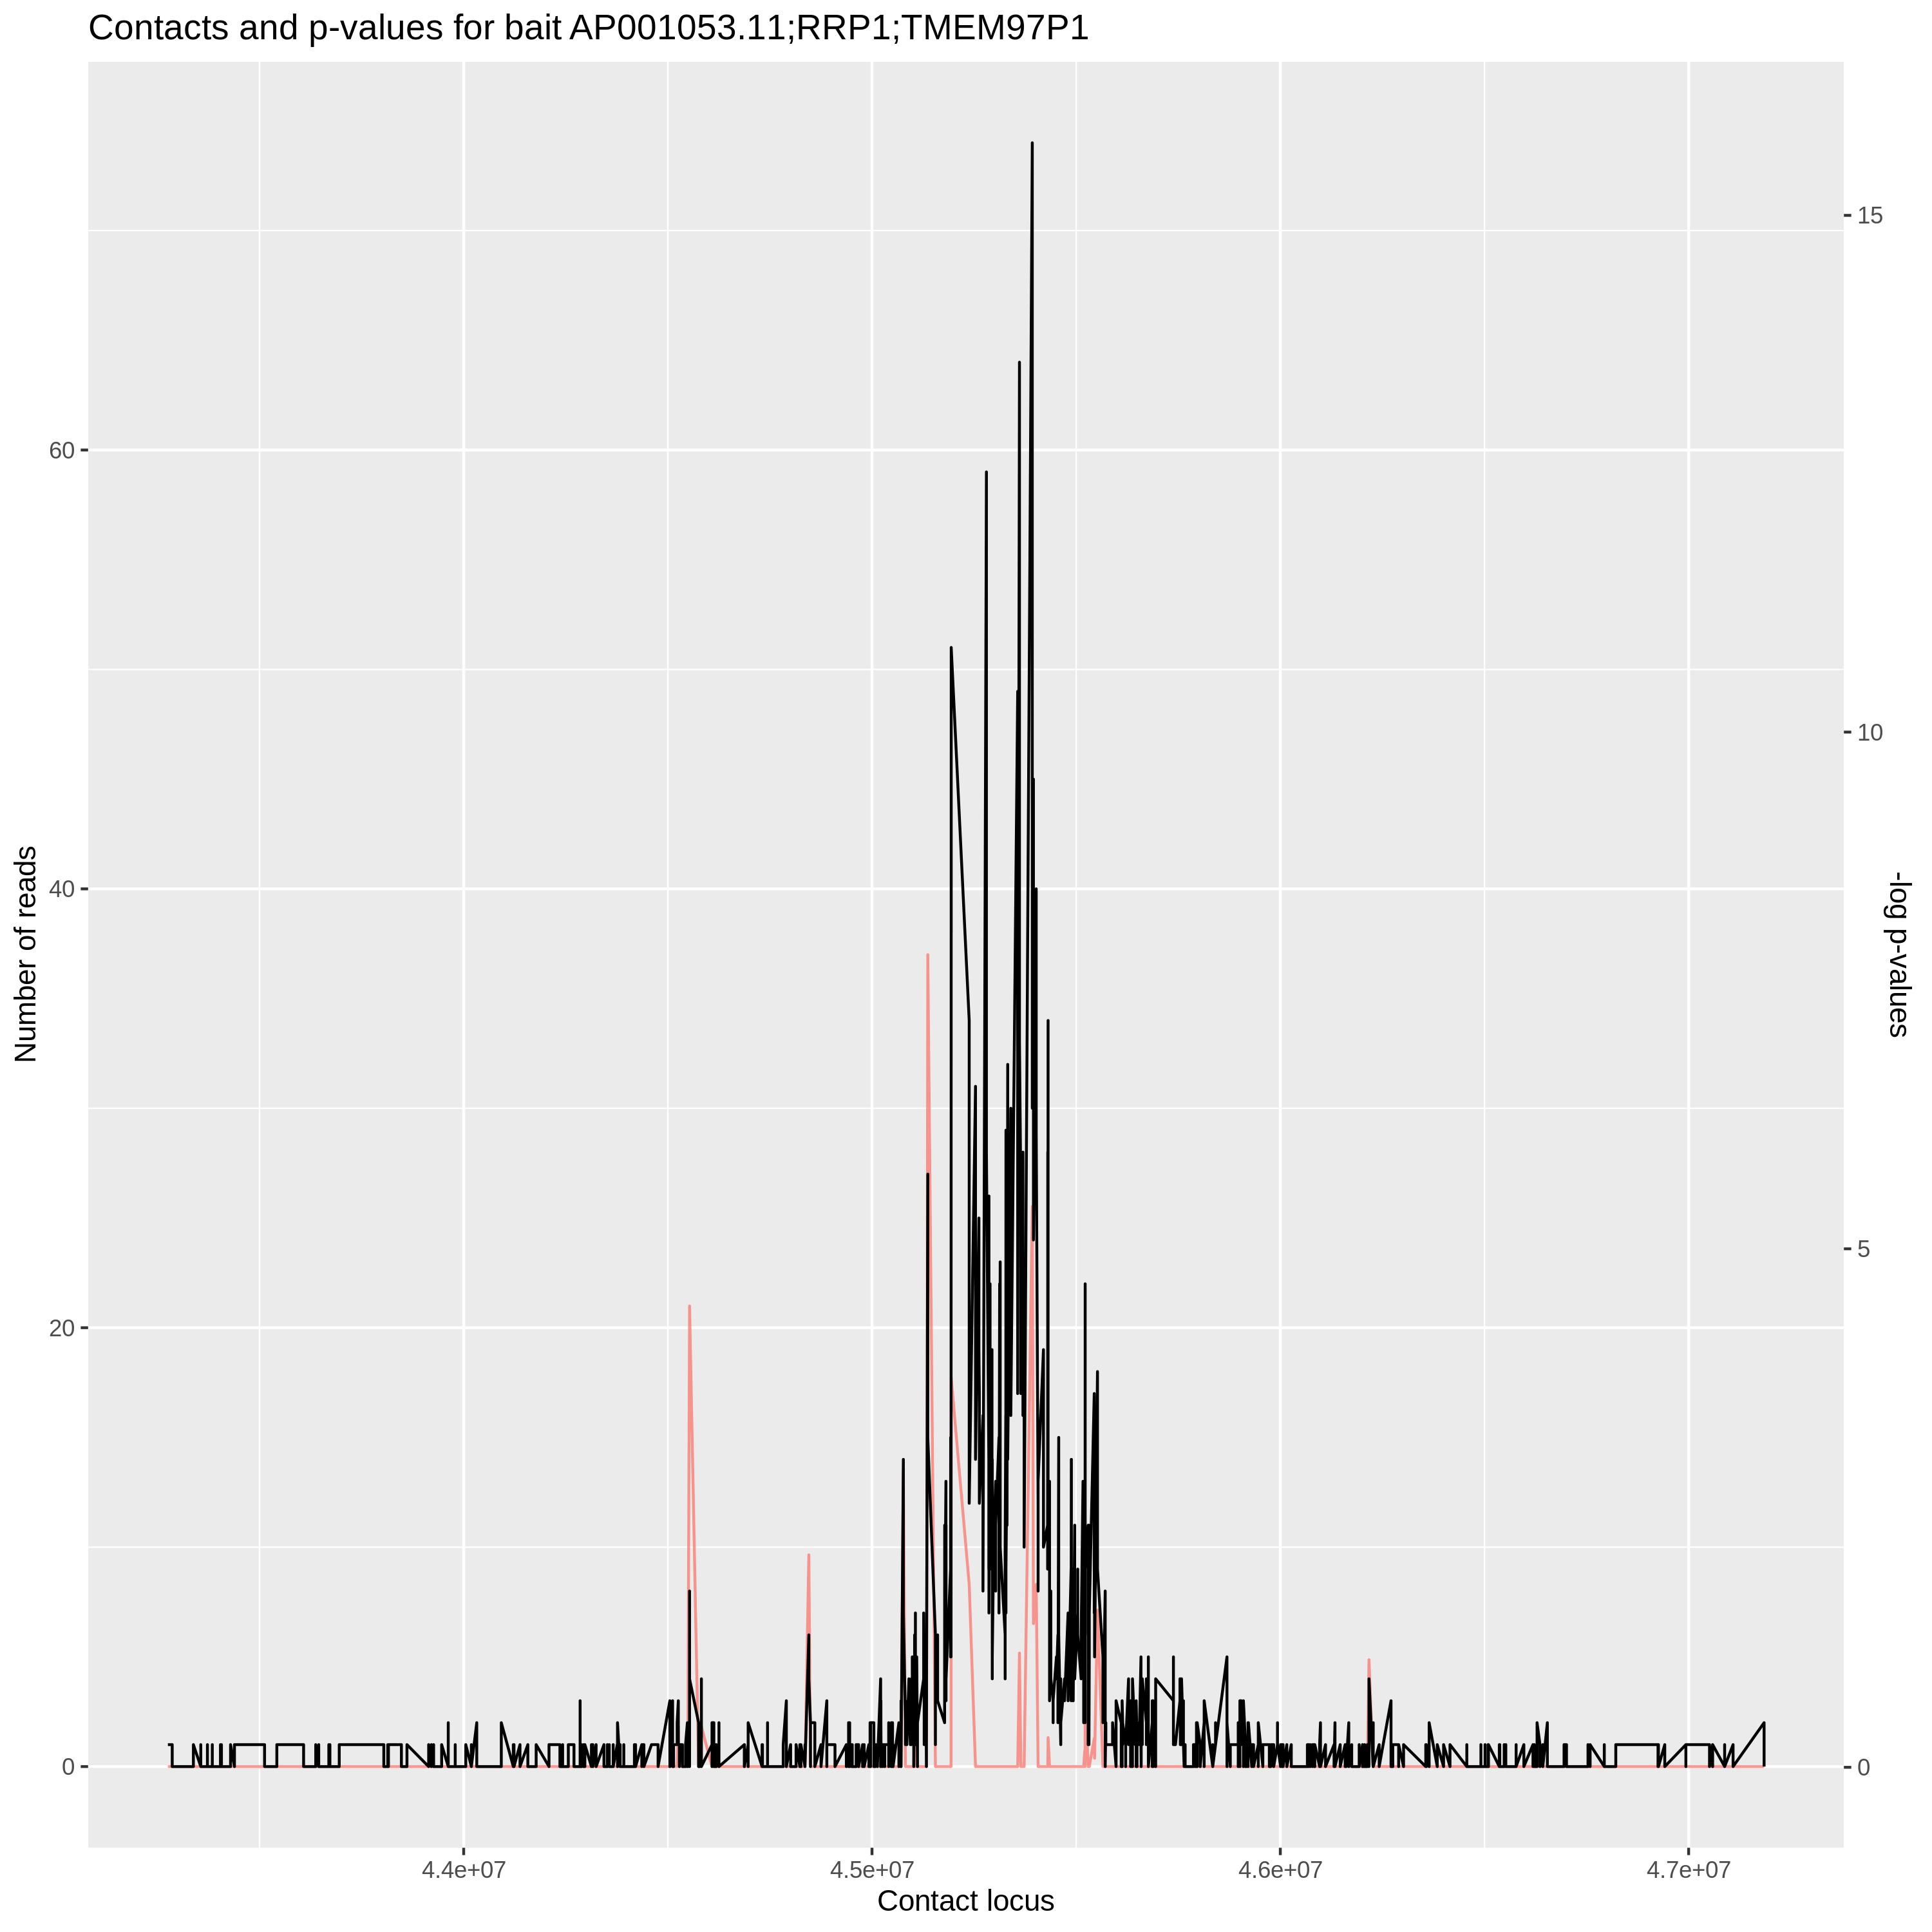 Contacts and p-values for bait AP001053.11;RRP1;TMEM97P1
15
60
10
Number of reads
40
-log p-values
5
20
0
0
4.4e+07
4.5e+07
4.6e+07
4.7e+07
Contact locus